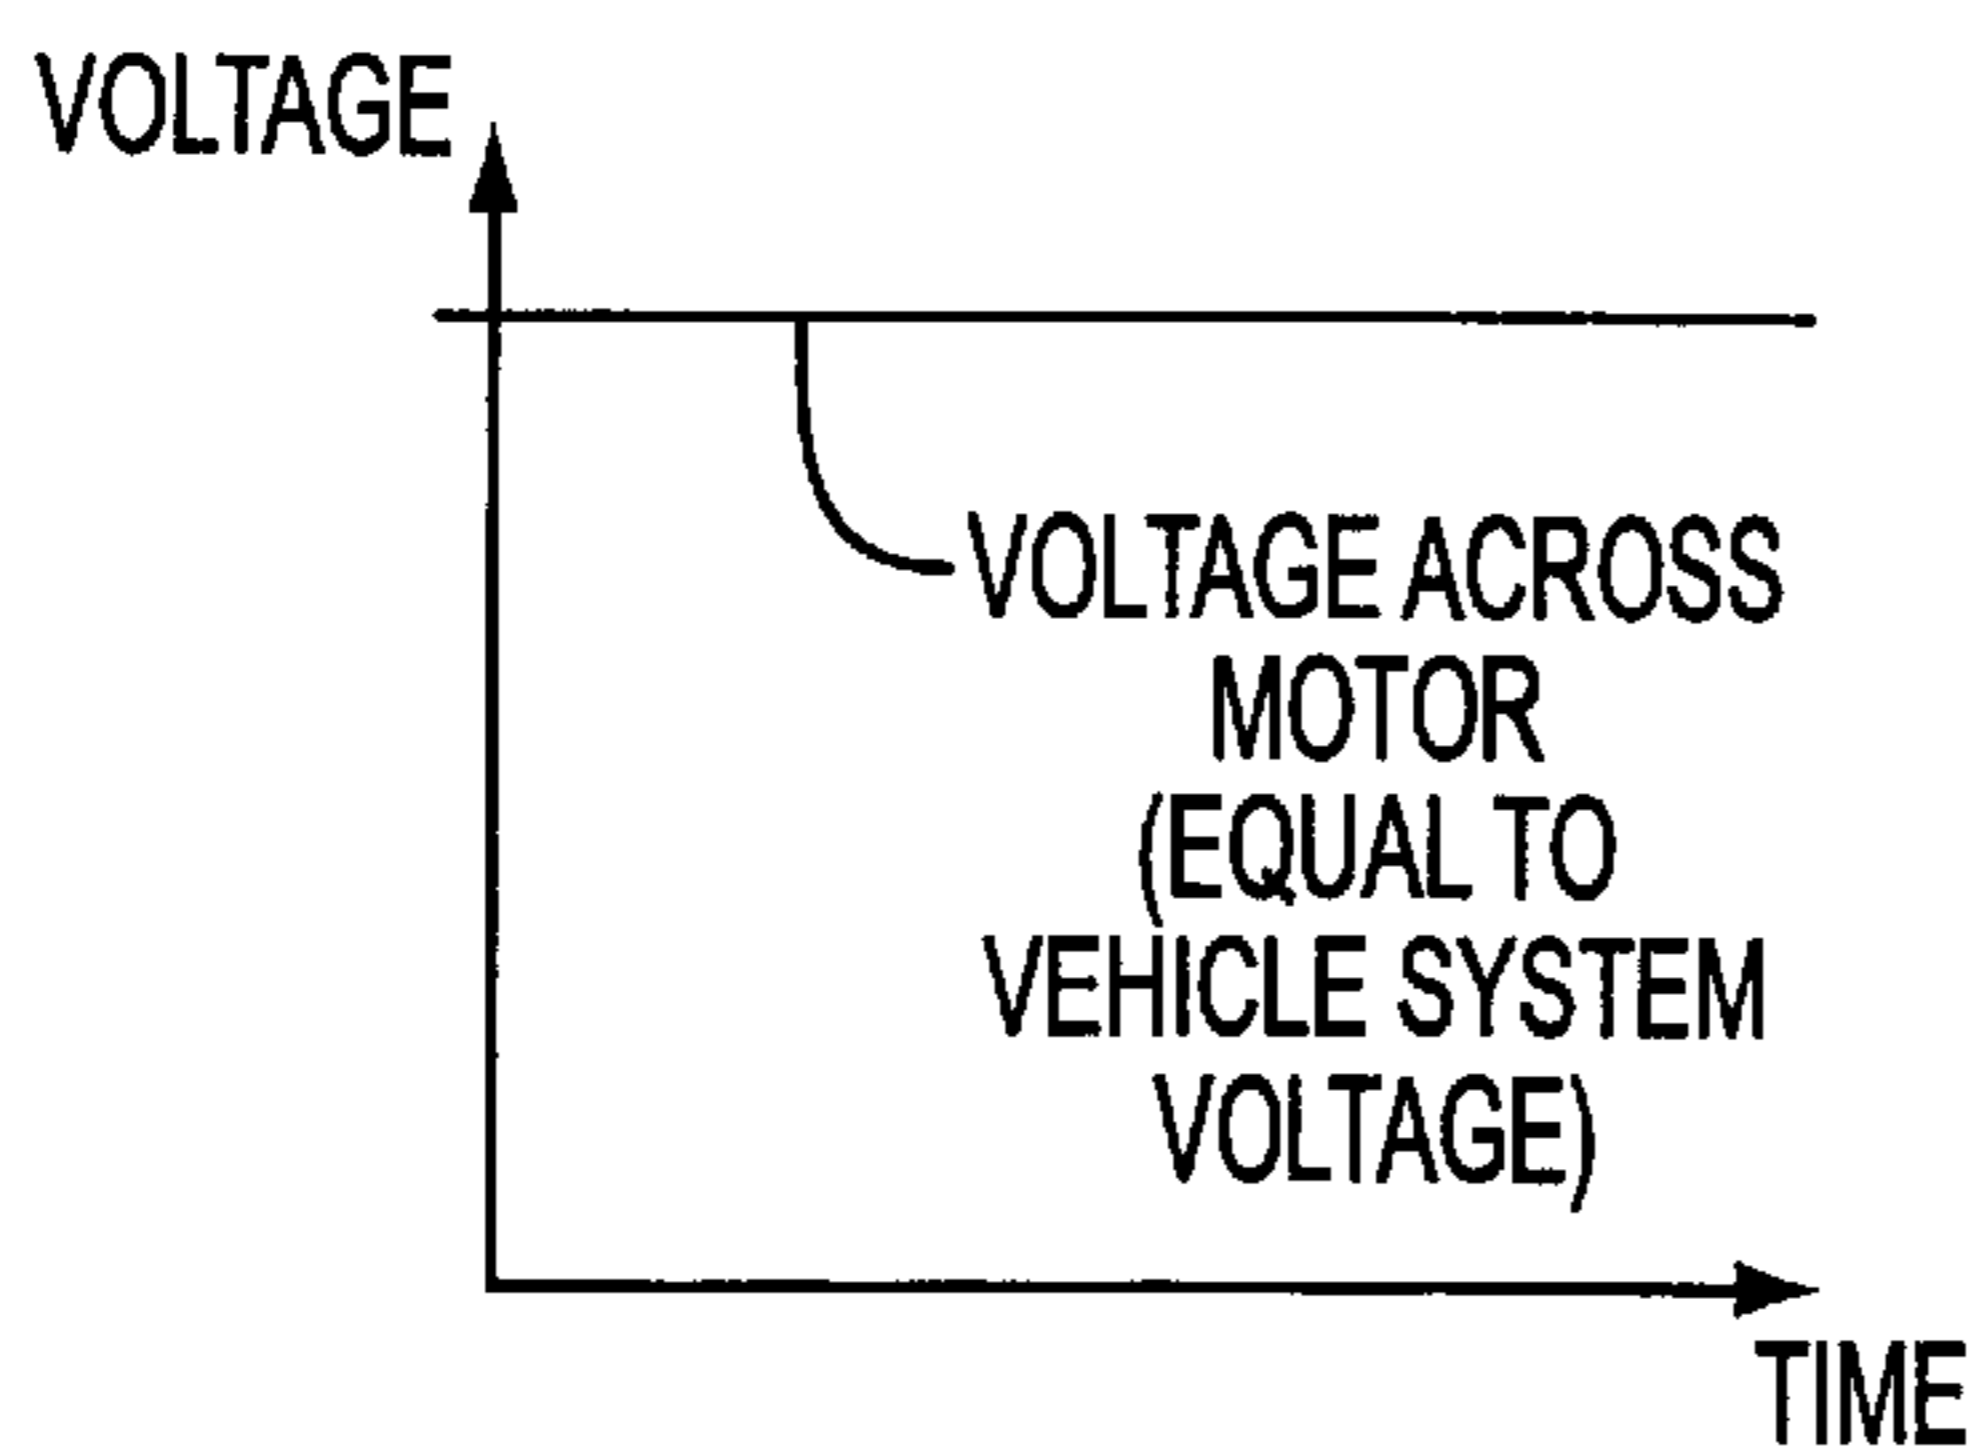 VOLTAGE
VOLTAGE ACROSS
MOTOR
(EQUAL TO
VEHICLE SYSTEM
VOLTAGE)
TIME